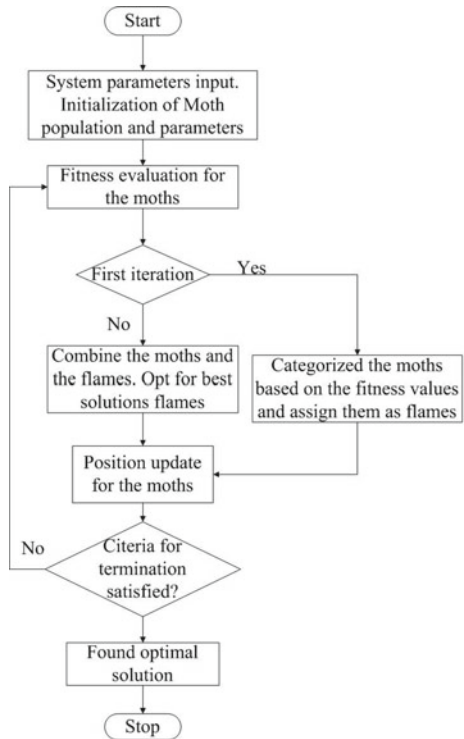 Start
System parameters input.
Initialization of Moth
population and parameters
Fitness evaluation for
the moths
First iteration
Yes
No
Combine the moths and
the flames. Opt for best
solutions flames
Categorized the moths
based on the fitness values
and assign them as flames
Position update
for the moths
No
Citeria for
termination
satisfied?
Found optimal
solution
Stop